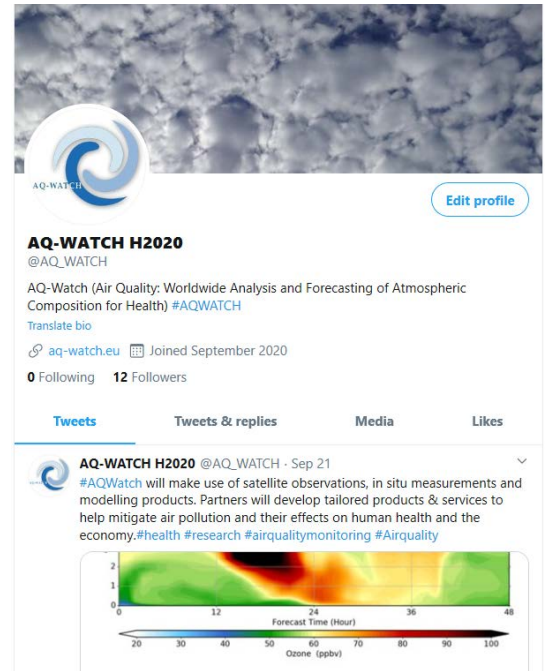 AQ-WATCH
Edit profile
AQ-WATCH H2020
@AQ_WATCH
AQ-Watch (Air Quality: Worldwide Analysis and Forecasting of Atmospheric
Composition for Health) #AQWATCH
Translate bio
aq-watch.eu Joined September 2020
0 Following 12 Followers
Tweets Tweets & replies Media Likes
AQ-WATCH H2020 @AQ_WATCH · Sep 21
#AQWatch will make use of satellite observations, in situ measurements and
modelling products. Partners will develop tailored products & services to
help mitigate air pollution and their effects on human health and the
economy.#health #research #airqualitymonitoring #Airquality
2
1
0
0 12 24 36 48
Forecast Time (Hour)
20 30 40 50 60 70 80 90 100
Ozone (ppbv)